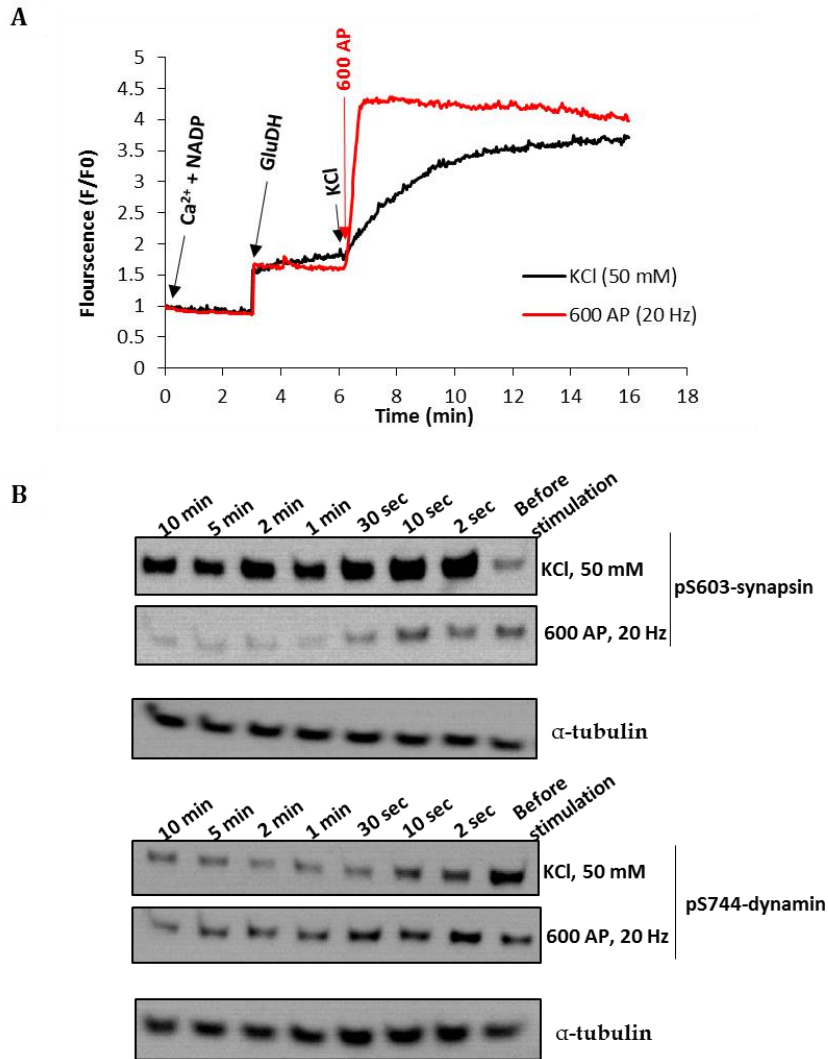 A
5
4.5
4
3.5
3
2.5
2
1.5
1
0.5
0
Flourscence (F/F0)
Ca²⁺ + NADP
GluDH
KCl
600 AP
KCl (50 mM)
600 AP (20 Hz)
0 2 4 6 8 10 12 14 16 18
Time (min)
B
10 min 5 min 2 min 1 min 30 sec 10 sec 2 sec Before stimulation
KCl, 50 mM
600 AP, 20 Hz
pS603-synapsin
α-tubulin
10 min 5 min 2 min 1 min 30 sec 10 sec 2 sec Before stimulation
KCl, 50 mM
600 AP, 20 Hz
pS744-dynamin
α-tubulin